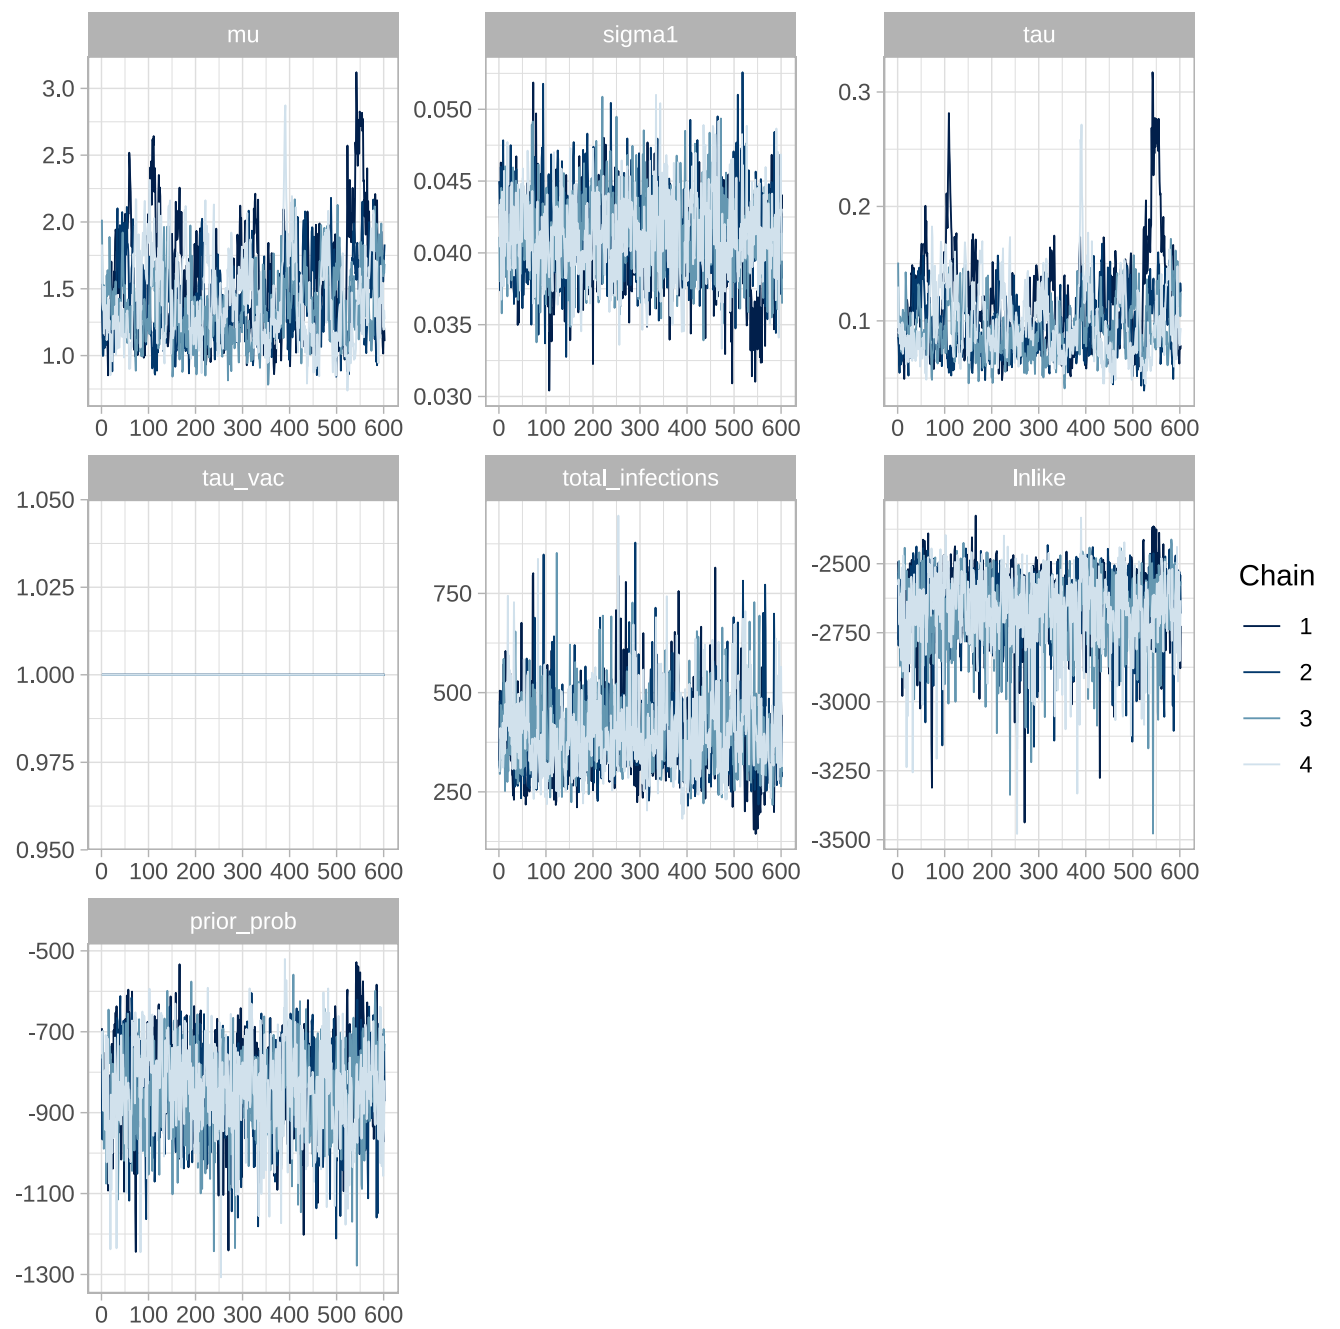 mu
sigma1
tau
3.0
2.5
2.0
1.5
1.0
0 100 200 300 400 500 600
0.050
0.045
0.040
0.035
0.030
0 100 200 300 400 500 600
0.3
0.2
0.1
0 100 200 300 400 500 600
tau_vac
total_infections
lnlike
1.050
1.025
1.000
0.975
0.950
0 100 200 300 400 500 600
750
500
250
0 100 200 300 400 500 600
-2500
-2750
-3000
-3250
-3500
0 100 200 300 400 500 600
Chain
1
2
3
4
prior_prob
-500
-700
-900
-1100
-1300
0 100 200 300 400 500 600